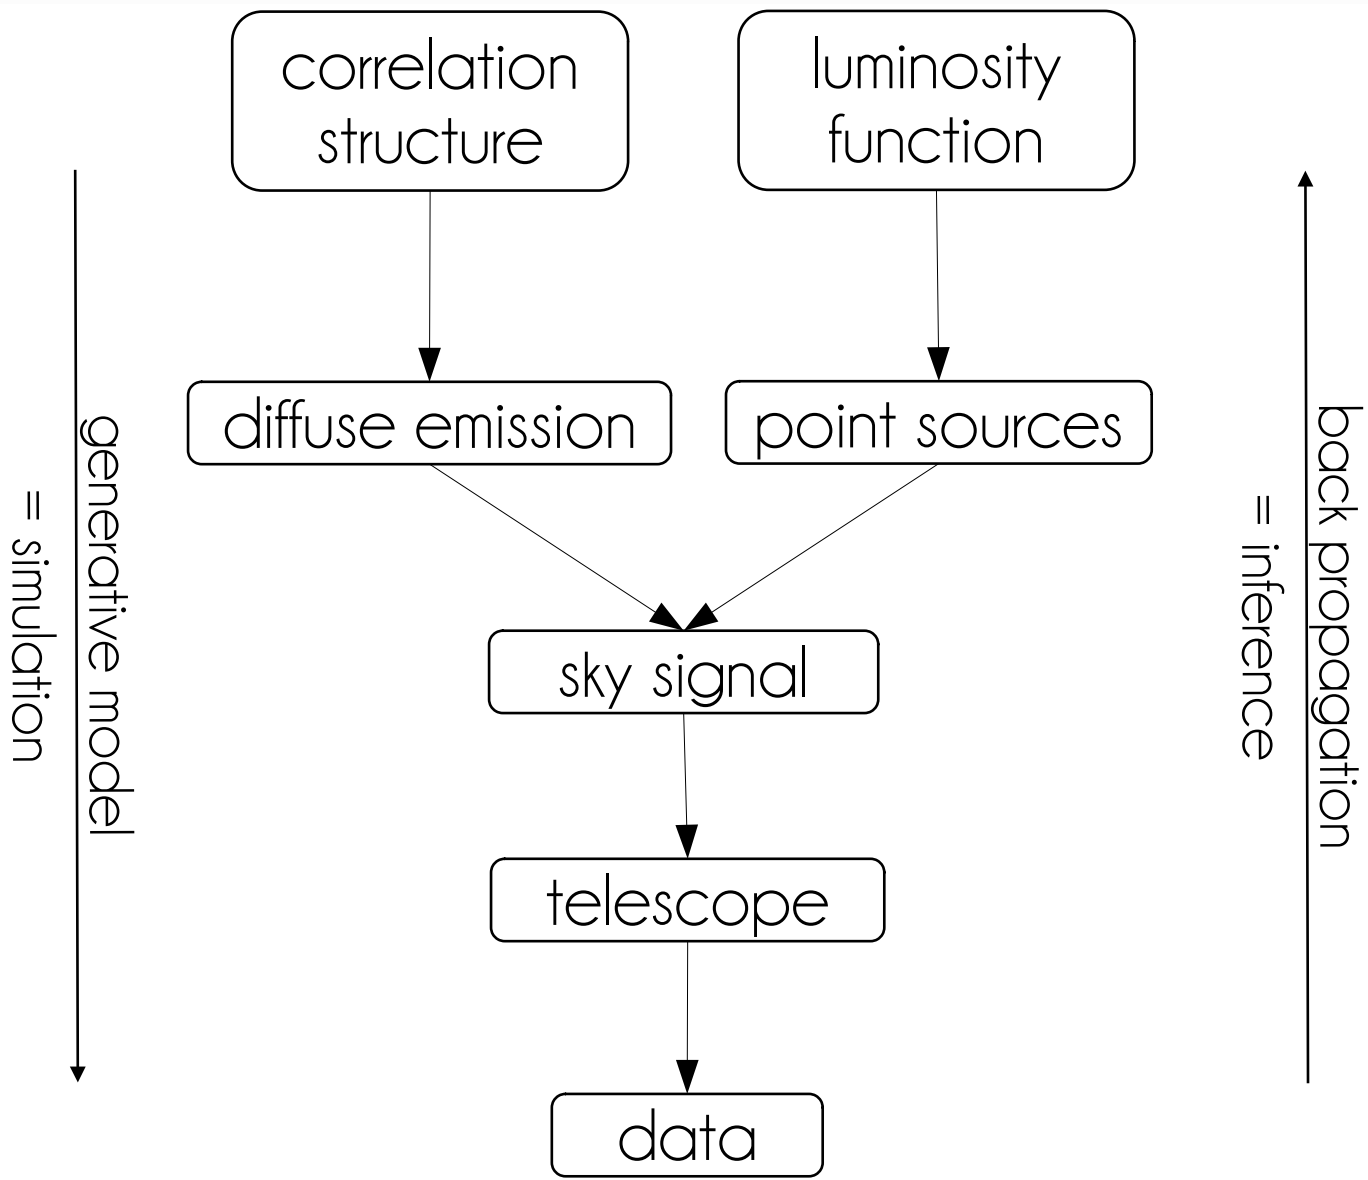 correlation
structure
luminosity
function
diffuse emission
point sources
sky signal
telescope
data
generative model
= simulation
back propagation
= inference